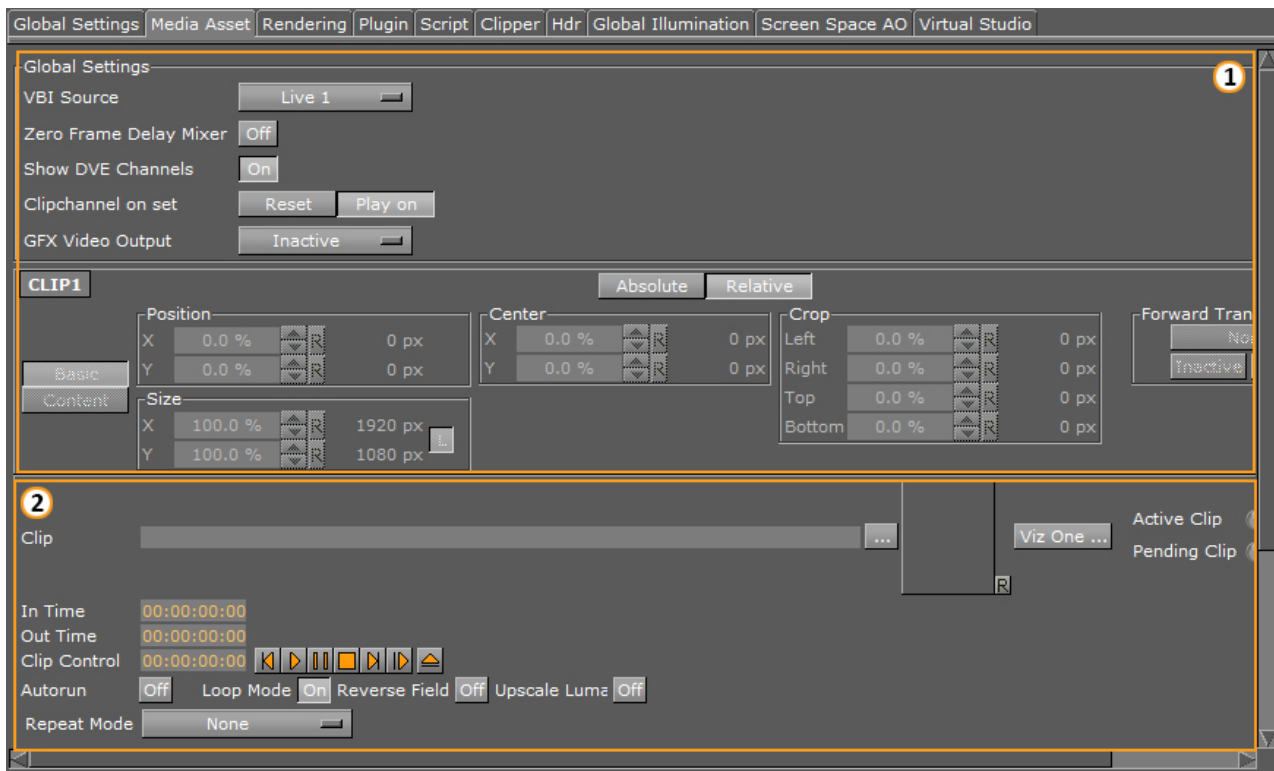 Global Settings Media Asset Rendering Plugin Script Clipper Hdr Global Illumination Screen Space AO Virtual Studio
Global Settings
1
VBI Source Live 1
Zero Frame Delay Mixer Off
Show DVE Channels On
Clipchannel on set Reset Play on
GFX Video Output Inactive
CLIP1 Absolute Relative
Position Center Crop Forward Tran
X 0.0 % R 0 px X 0.0 % R 0 px Left 0.0 % R 0 px
Basic Y 0.0 % R 0 px Y 0.0 % R 0 px Right 0.0 % R 0 px Inactive
Content Size Top 0.0 % R 0 px
X 100.0 % R 1920 px L Bottom 0.0 % R 0 px
Y 100.0 % R 1080 px
2
Clip ... Viz One ... Active Clip
Pending Clip
R
In Time 00:00:00:00
Out Time 00:00:00:00
Clip Control 00:00:00:00
Autorun Off Loop Mode On Reverse Field Off Upscale Luma Off
Repeat Mode None